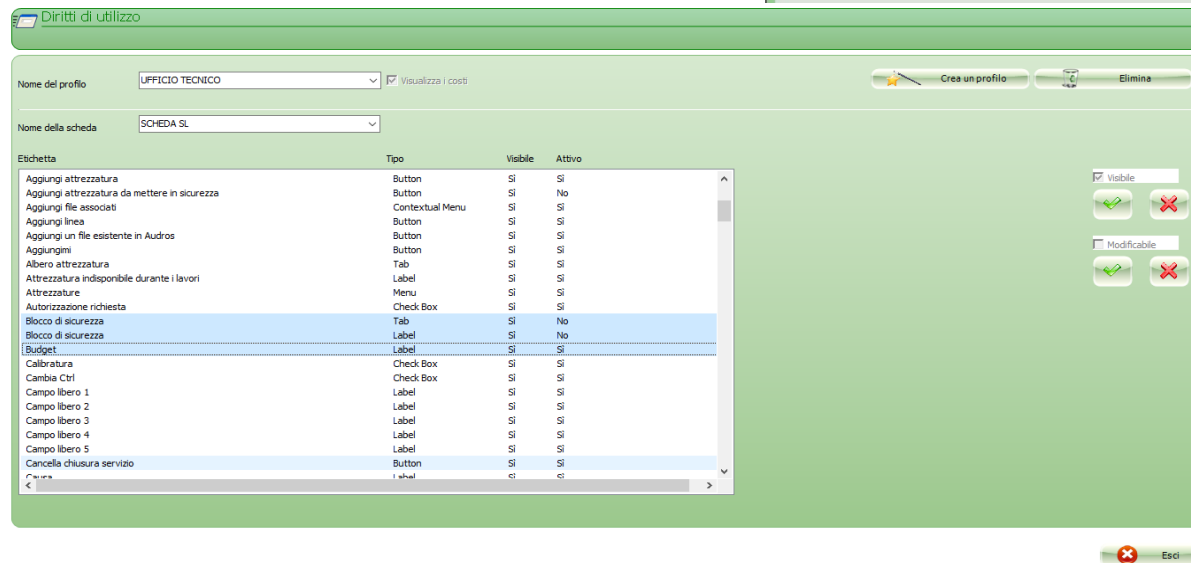 Diritti di utilizzo
Nome del profilo UFFICIO TECNICO Visualizza i costi Crea un profilo Elimina
Nome della scheda SCHEDA SL
Etichetta Tipo Visibile Attivo
Aggiungi attrezzatura Button Sì Sì
Visibile
Aggiungi attrezzatura da mettere in sicurezza Button Sì No
Aggiungi file associati Contextual Menu Sì Sì
Aggiungi linea Button Sì Sì
Aggiungi un file esistente in Audros Button Sì Sì
Aggiungimi Button Sì Sì
Modificabile
Albero attrezzatura Tab Sì Sì
Attrezzatura indisponibile durante i lavori Label Sì Sì
Attrezzature Menu Sì Sì
Autorizzazione richiesta Check Box Sì Sì
Blocco di sicurezza Tab Sì No
Blocco di sicurezza Label Sì No
Budget Label Sì Sì
Calibratura Check Box Sì Sì
Cambia Ctrl Check Box Sì Sì
Campo libero 1 Label Sì Sì
Campo libero 2 Label Sì Sì
Campo libero 3 Label Sì Sì
Campo libero 4 Label Sì Sì
Campo libero 5 Label Sì Sì
Cancella chiusura servizio Button Sì Sì
Causa Label Sì Sì
Esci